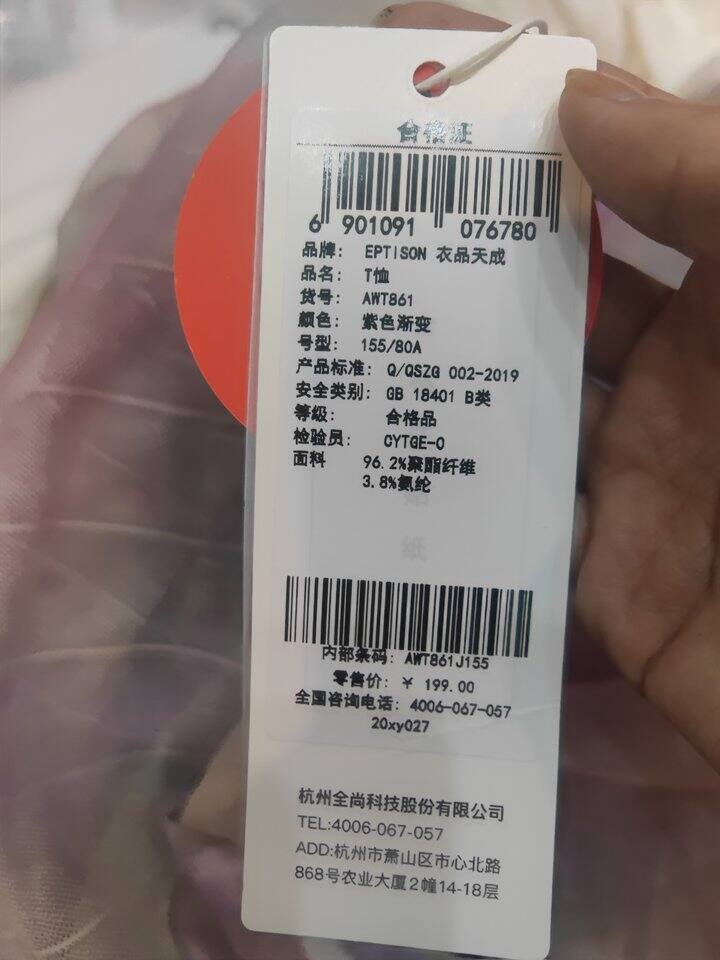 合格证
6 901091 076780
品牌: EPTISON 衣品天成
品名: T恤
货号: AWT861
颜色: 紫色渐变
号型: 155/80A
产品标准: Q/QSZG 002-2019
安全类别: GB 18401 B类
等级: 合格品
检验员: CYTGE-0
面料 96.2%聚酯纤维
3.8%氨纶
纸
内部条码: AWT861J155
零售价: ¥ 199.00
全国咨询电话: 4006-067-057
20xy027
杭州全尚科技股份有限公司
TEL:4006-067-057
ADD:杭州市萧山区市心北路
868号农业大厦2幢14-18层